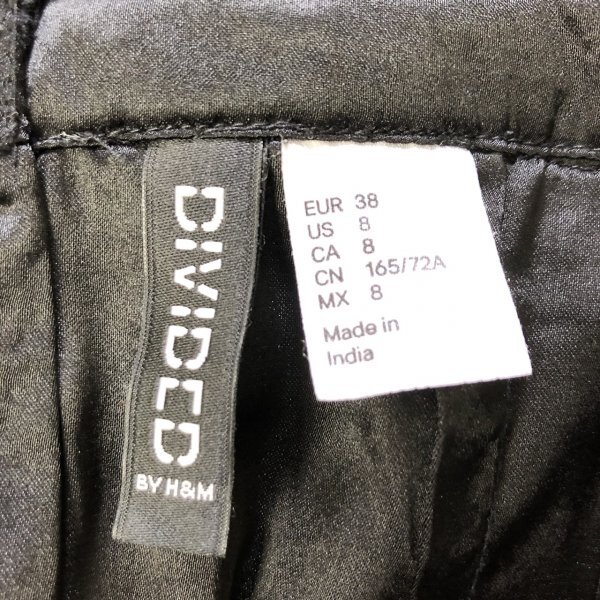 DIVIDED
BY H&M
EUR 38
US 8
CA 8
CN 165/72A
MX 8
Made in
India